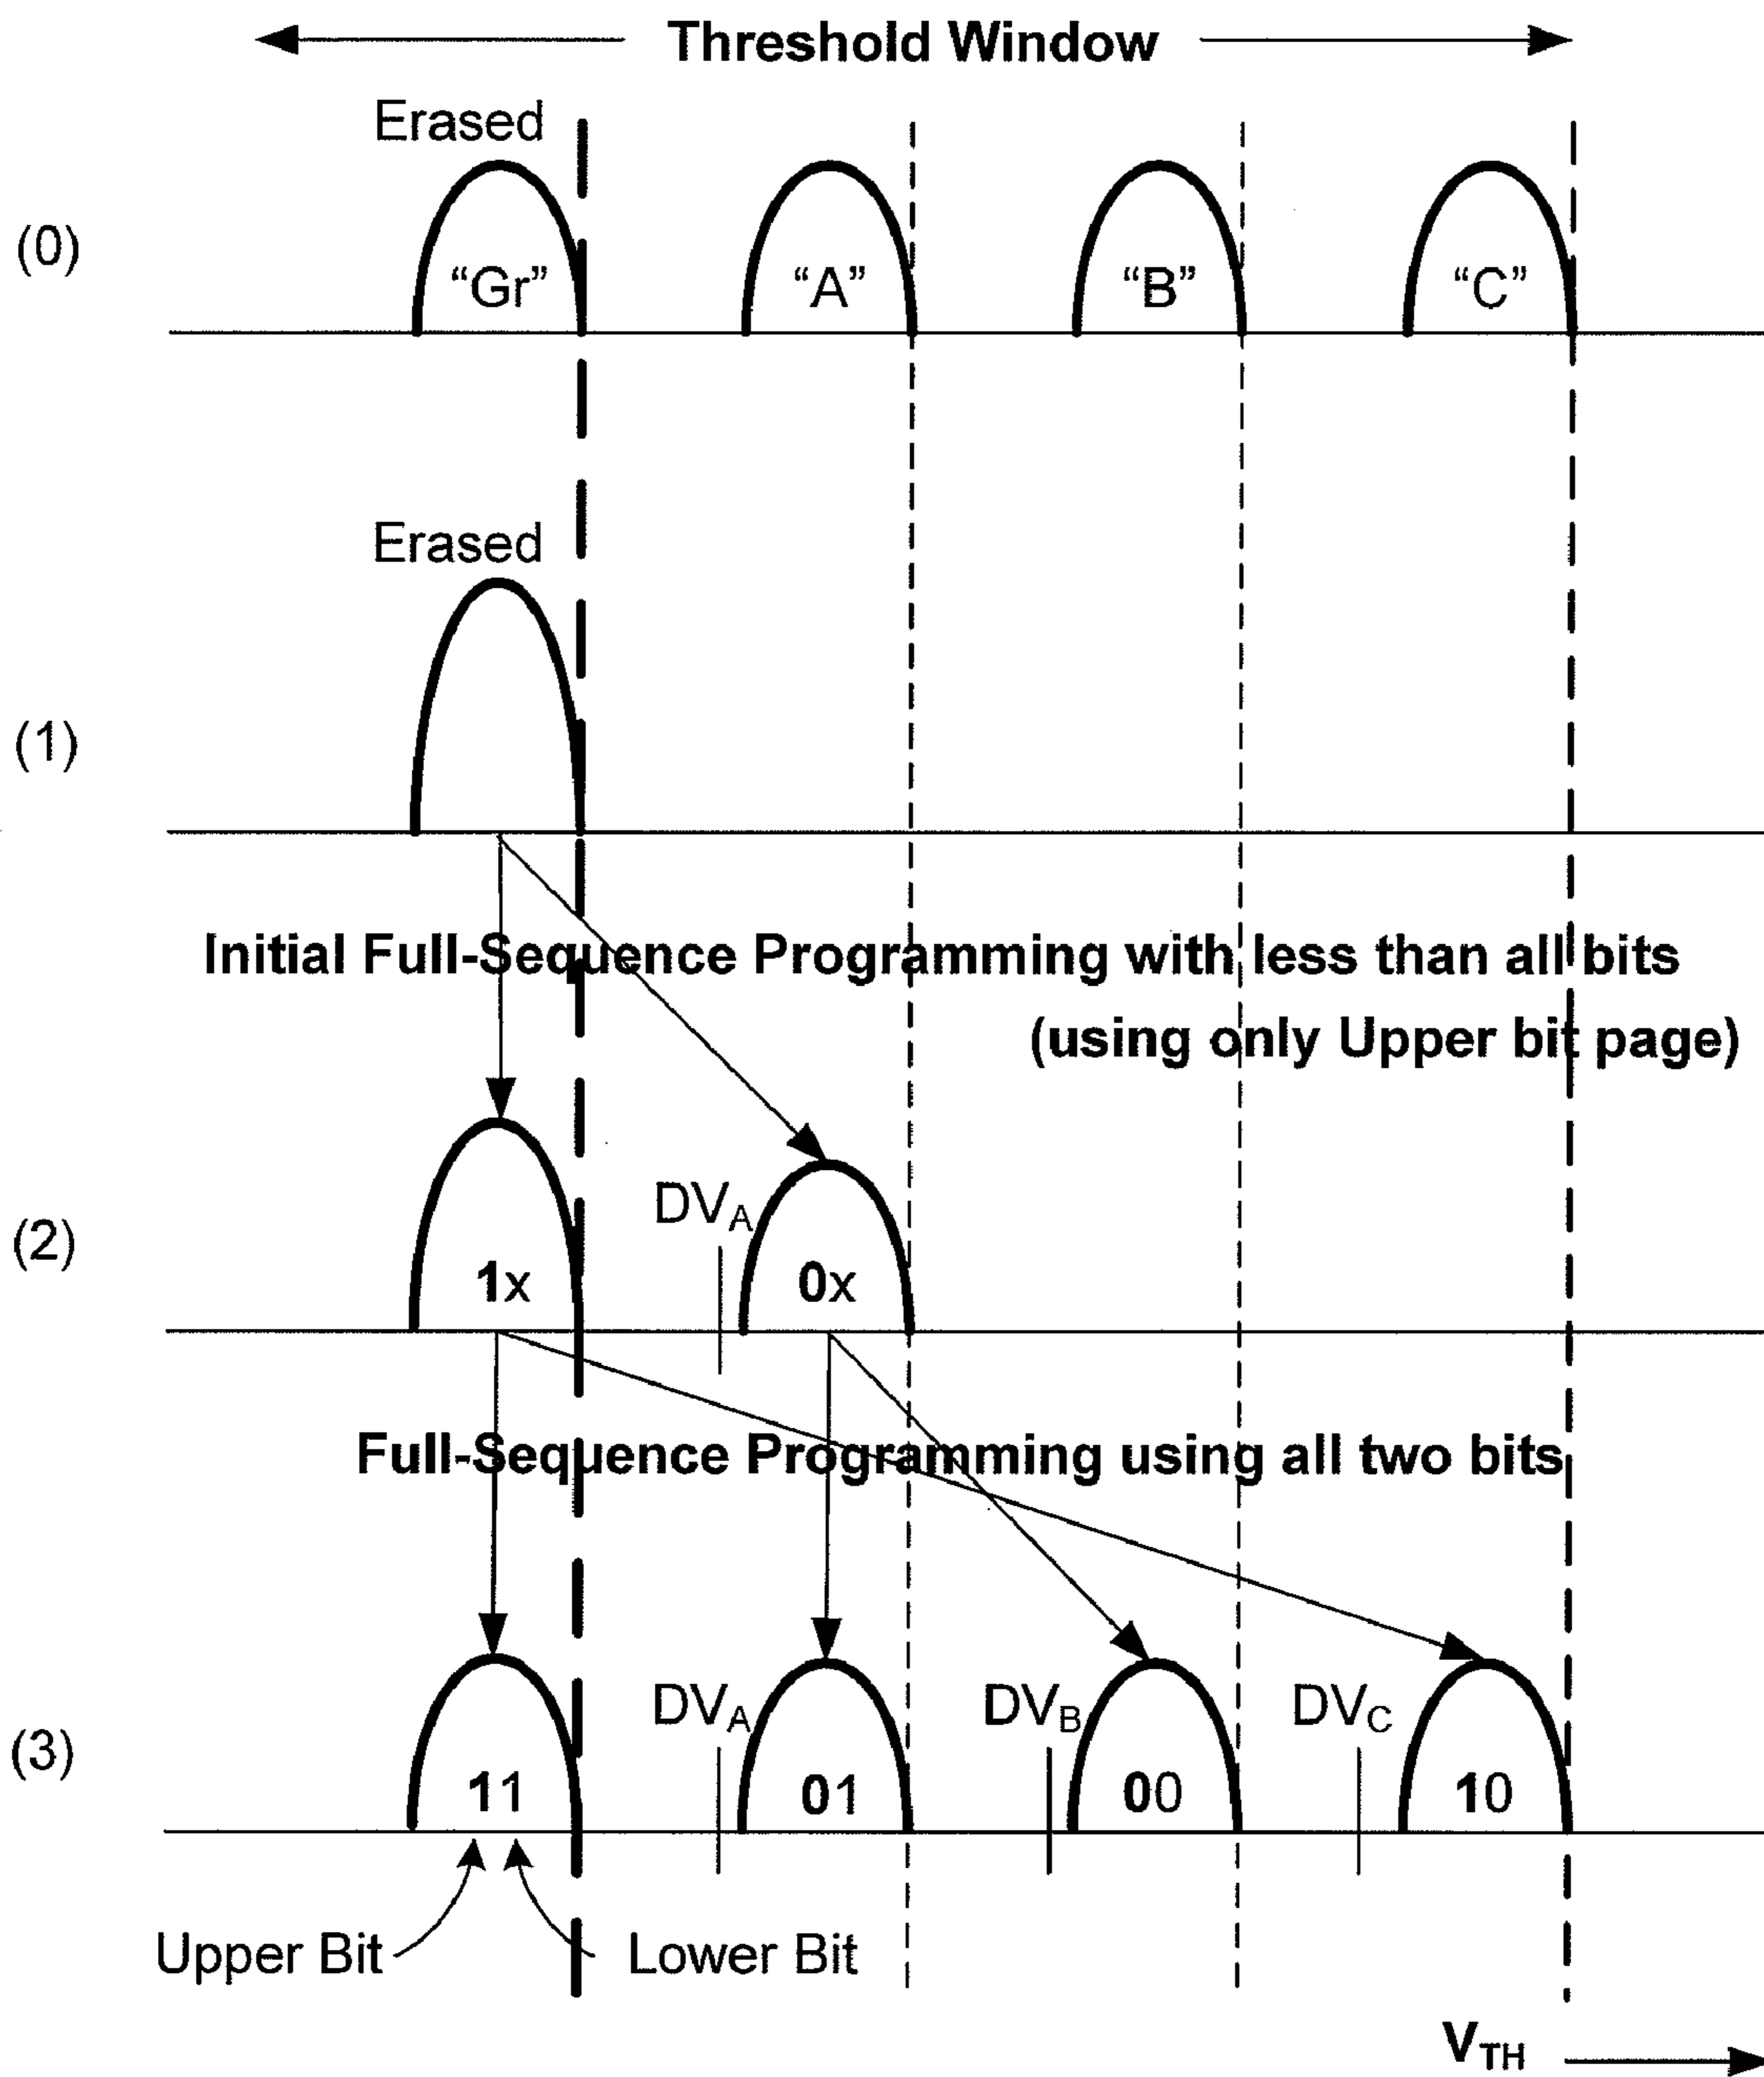 Threshold Window
Erased
(0)
“Gr” “A” “B” “C”
Erased
(1)
Initial Full-Sequence Programming with less than all bits
(using only Upper bit page)
(2)
DVA
1x 0x
Full-Sequence Programming using all two bits
(3)
DVA DVB DVC
11 01 00 10
Upper Bit Lower Bit
VTH